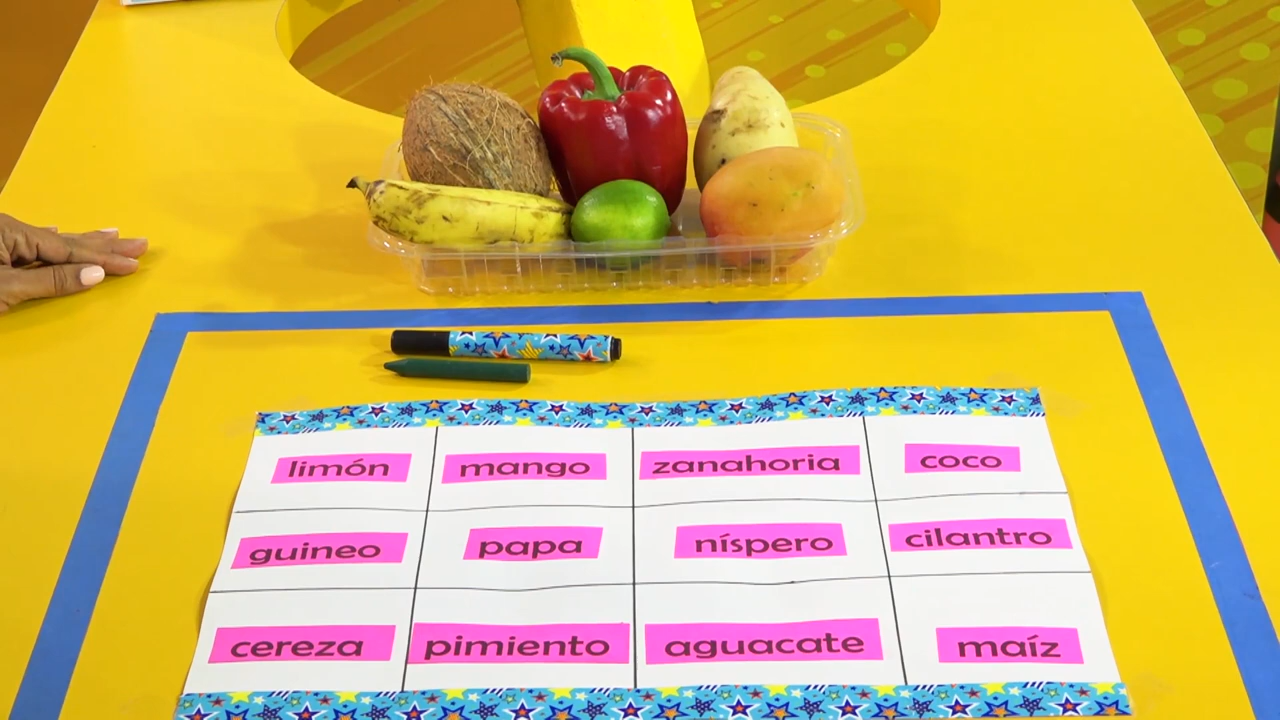 limón mango zanahoria coco
guineo papa níspero cilantro
cereza pimiento aguacate maíz